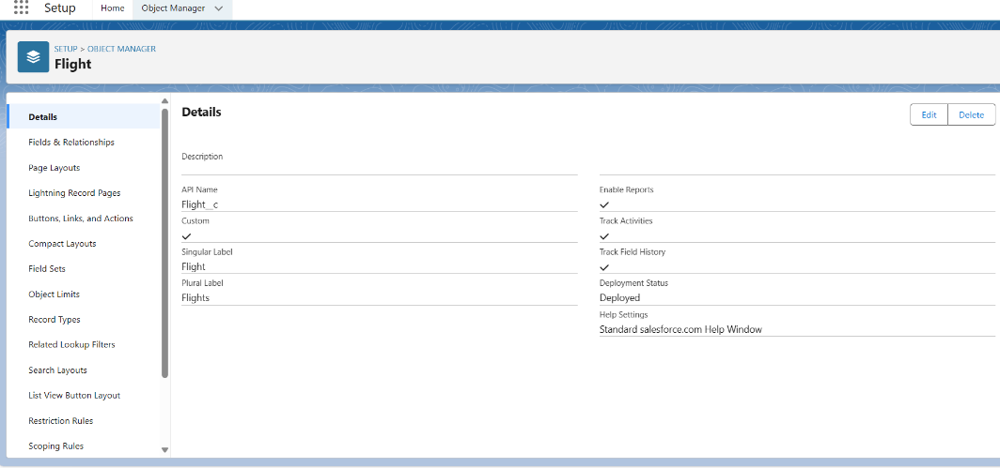 Setup
Home
Object Manager
SETUP > OBJECT MANAGER
Flight
Details
Fields & Relationships
Page Layouts
Lightning Record Pages
Buttons, Links, and Actions
Compact Layouts
Field Sets
Object Limits
Record Types
Related Lookup Filters
Search Layouts
List View Button Layout
Restriction Rules
Scoping Rules
Details
Edit
Delete
Description
API Name
Flight__c
Custom
Singular Label
Flight
Plural Label
Flights
Enable Reports
Track Activities
Track Field History
Deployment Status
Deployed
Help Settings
Standard salesforce.com Help Window